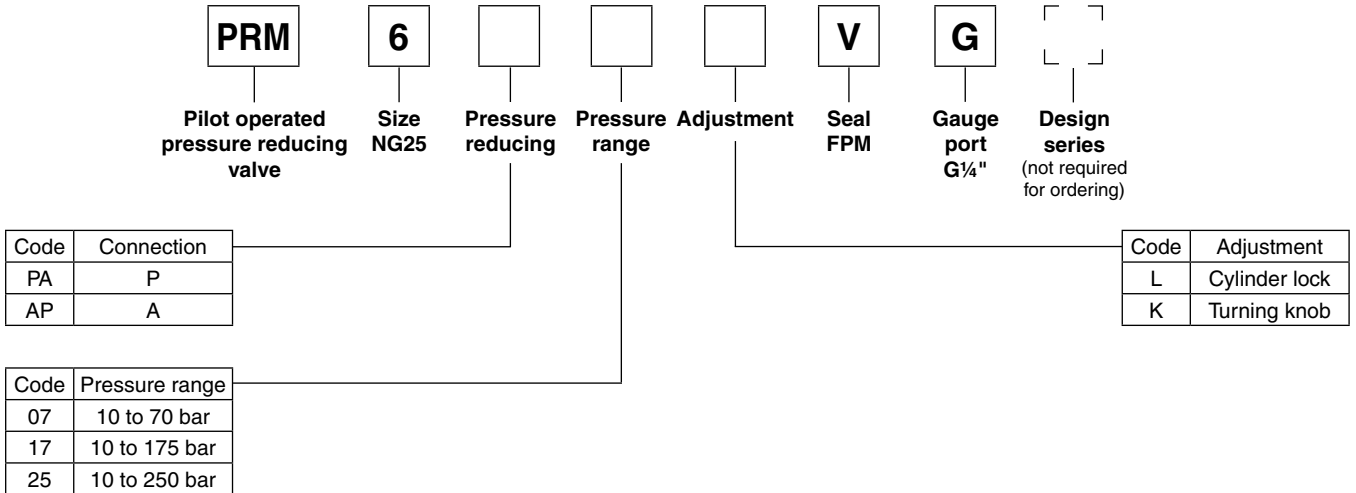 PRM 6 V G
Pilot operated pressure reducing valve
Size NG25
Pressure reducing
Pressure range
Adjustment
Seal FPM
Gauge port G¼"
Design series (not required for ordering)
Code Connection
PA P
AP A
Code Adjustment
L Cylinder lock
K Turning knob
Code Pressure range
07 10 to 70 bar
17 10 to 175 bar
25 10 to 250 bar